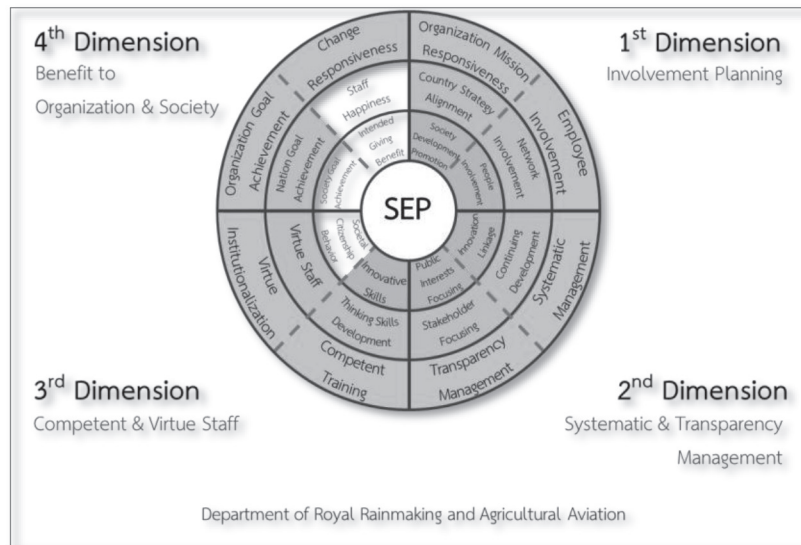 4th Dimension
Benefit to
Organization & Society
1st Dimension
Involvement Planning
Change
Responsiveness
Organization Mission
Responsiveness
Staff
Happiness
Country Strategy
Alignment
Intended
Giving
Benefit
Society
Development
Promotion
Organization Goal
Achievement
Nation Goal
Achievement
Society Goal
Achievement
People
Involvement
Network
Involvement
Employee
Involvement
SEP
Institutionalization
Virtue
Virtue Staff
Societal
Citizenship
Behavior
Innovative
Skills
Thinking Skills
Development
Competent
Training
Innovation
Linkage
Continuing
Development
Systematic
Management
Public
Interests
Focusing
Stakeholder
Focusing
Transparency
Management
3rd Dimension
Competent & Virtue Staff
2nd Dimension
Systematic & Transparency
Management
Department of Royal Rainmaking and Agricultural Aviation